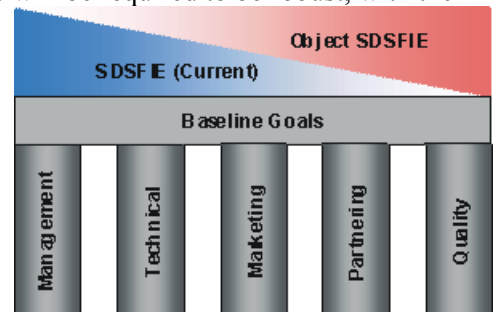 Object SDSFIE
SDSFIE (Current)
Baseline Goals
Management
Technical
Marketing
Partnering
Quality